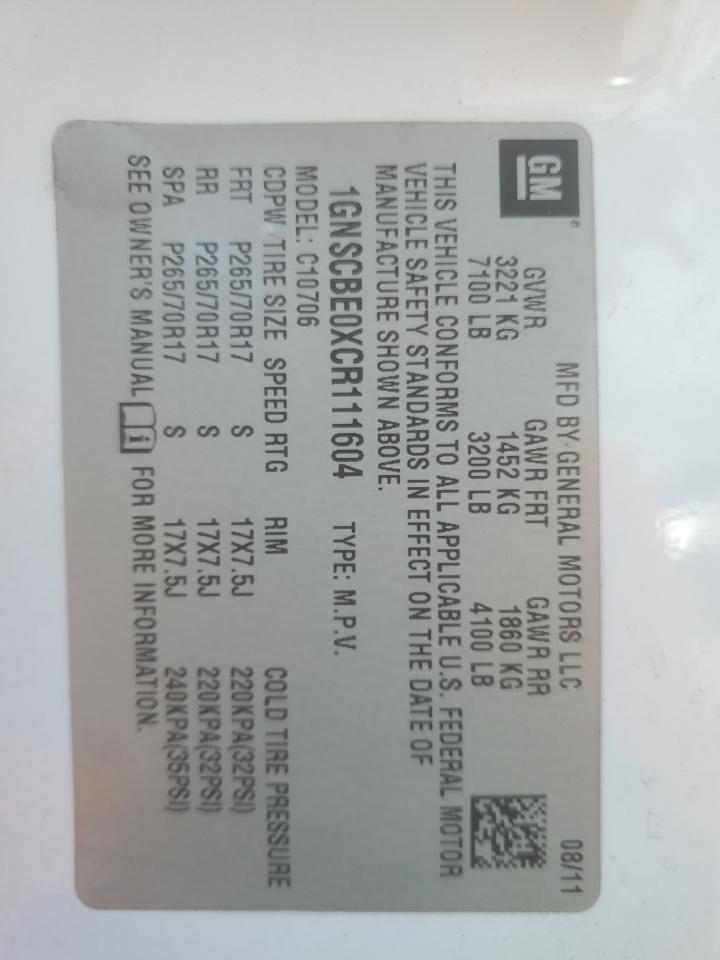 GM®
MFD BY GENERAL MOTORS LLC 08/11
GVWR GAWR FRT GAWR RR
3221 KG 1452 KG 1860 KG
7100 LB 3200 LB 4100 LB
THIS VEHICLE CONFORMS TO ALL APPLICABLE U.S. FEDERAL MOTOR
VEHICLE SAFETY STANDARDS IN EFFECT ON THE DATE OF
MANUFACTURE SHOWN ABOVE.
1GNSCBE0XCR111604 TYPE: M.P.V.
MODEL: C10706
CDPW TIRE SIZE SPEED RTG RIM COLD TIRE PRESSURE
FRT P265/70R17 S 17X7.5J 220KPA(32PSI)
RR P265/70R17 S 17X7.5J 220KPA(32PSI)
SPA P265/70R17 S 17X7.5J 240KPA(35PSI)
SEE OWNER'S MANUAL i FOR MORE INFORMATION.